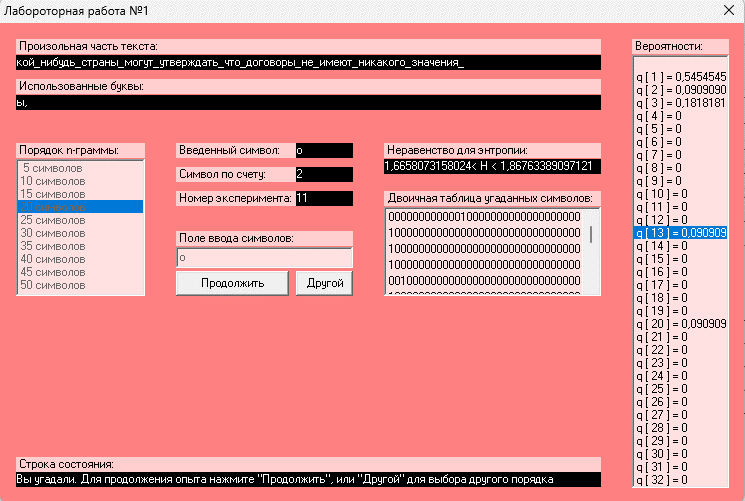 Лабороторная работа №1
Произольная часть текста:
кой_нибудь_страны_могут_утверждать_что_договоры_не_имеют_никакого_значения_
Использованные буквы:
ы,
Порядок n-граммы:
5 символов
10 символов
15 символов
20 символов
25 символов
30 символов
35 символов
40 символов
45 символов
50 символов
Введенный символ: о
Символ по счету: 2
Номер эксперимента: 11
Поле ввода символов:
о
Продолжить
Другой
Неравенство для энтропии:
1,6658073158024< H < 1,86763389097121
Двоичная таблица угаданных символов:
00000000000100000000000000000000
10000000000000000000000000000000
10000000000000000000000000000000
10000000000000000000000000000000
00100000000000000000000000000000
Вероятности:
q [ 1 ] = 0,5454545
q [ 2 ] = 0,0909090
q [ 3 ] = 0,1818181
q [ 4 ] = 0
q [ 5 ] = 0
q [ 6 ] = 0
q [ 7 ] = 0
q [ 8 ] = 0
q [ 9 ] = 0
q [ 10 ] = 0
q [ 11 ] = 0
q [ 12 ] = 0
q [ 13 ] = 0,090909
q [ 14 ] = 0
q [ 15 ] = 0
q [ 16 ] = 0
q [ 17 ] = 0
q [ 18 ] = 0
q [ 19 ] = 0
q [ 20 ] = 0,090909
q [ 21 ] = 0
q [ 22 ] = 0
q [ 23 ] = 0
q [ 24 ] = 0
q [ 25 ] = 0
q [ 26 ] = 0
q [ 27 ] = 0
q [ 28 ] = 0
q [ 29 ] = 0
q [ 30 ] = 0
q [ 31 ] = 0
q [ 32 ] = 0
Строка состояния:
Вы угадали. Для продолжения опыта нажмите "Продолжить", или "Другой" для выбора другого порядка